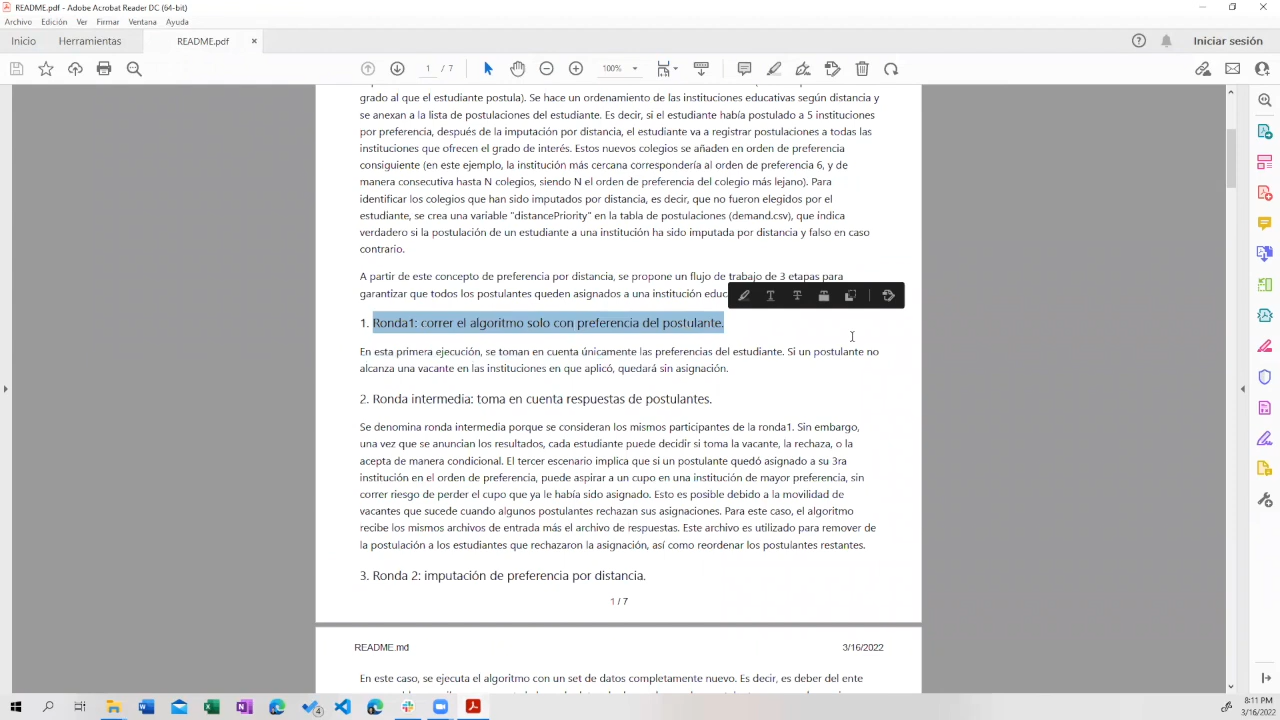 README.pdf - Adobe Acrobat Reader DC (64-bit)
Archivo Edición Ver Firmar Ventana Ayuda
Inicio Herramientas README.pdf × Iniciar sesión
1 / 7 100%
grado al que el estudiante postula). Se hace un ordenamiento de las instituciones educativas según distancia y
se anexan a la lista de postulaciones del estudiante. Es decir, si el estudiante había postulado a 5 instituciones
por preferencia, después de la imputación por distancia, el estudiante va a registrar postulaciones a todas las
instituciones que ofrecen el grado de interés. Estos nuevos colegios se añaden en orden de preferencia
consiguiente (en este ejemplo, la institución más cercana correspondería al orden de preferencia 6, y de
manera consecutiva hasta N colegios, siendo N el orden de preferencia del colegio más lejano). Para
identificar los colegios que han sido imputados por distancia, es decir, que no fueron elegidos por el
estudiante, se crea una variable "distancePriority" en la tabla de postulaciones (demand.csv), que indica
verdadero si la postulación de un estudiante a una institución ha sido imputada por distancia y falso en caso
contrario.
A partir de este concepto de preferencia por distancia, se propone un flujo de trabajo de 3 etapas para
garantizar que todos los postulantes queden asignados a una institución
1. Ronda1: correr el algoritmo solo con preferencia del postulante.
En esta primera ejecución, se toman en cuenta únicamente las preferencias del estudiante. Si un postulante no
alcanza una vacante en las instituciones en que aplicó, quedará sin asignación.
2. Ronda intermedia: toma en cuenta respuestas de postulantes.
Se denomina ronda intermedia porque se consideran los mismos participantes de la ronda1. Sin embargo,
una vez que se anuncian los resultados, cada estudiante puede decidir si toma la vacante, la rechaza, o la
acepta de manera condicional. El tercer escenario implica que si un postulante quedó asignado a su 3ra
institución en el orden de preferencia, puede aspirar a un cupo en una institución de mayor preferencia, sin
correr riesgo de perder el cupo que ya le había sido asignado. Esto es posible debido a la movilidad de
vacantes que sucede cuando algunos postulantes rechazan sus asignaciones. Para este caso, el algoritmo
recibe los mismos archivos de entrada más el archivo de respuestas. Este archivo es utilizado para remover de
la postulación a los estudiantes que rechazaron la asignación, así como reordenar los postulantes restantes.
3. Ronda 2: imputación de preferencia por distancia.
1 / 7
README.md 3/16/2022
En este caso, se ejecuta el algoritmo con un set de datos completamente nuevo. Es decir, es deber del ente
8:11 PM
3/16/2022